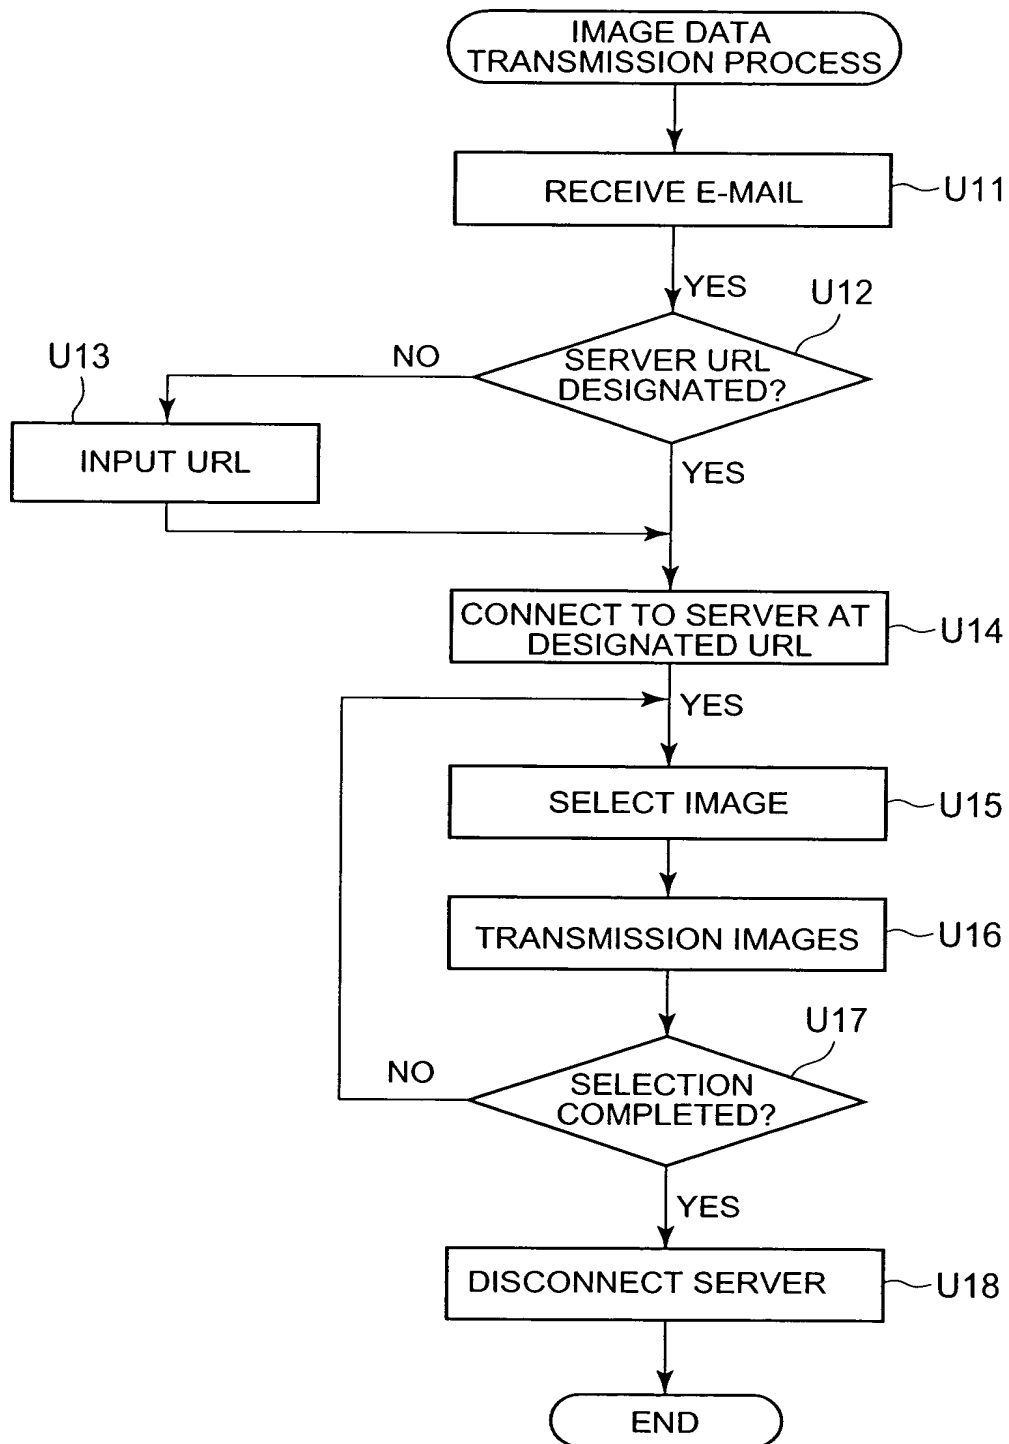 IMAGE DATA
TRANSMISSION PROCESS
RECEIVE E-MAIL
U11
YES
U12
SERVER URL
DESIGNATED?
NO
U13
INPUT URL
YES
CONNECT TO SERVER AT
DESIGNATED URL
U14
YES
SELECT IMAGE
U15
TRANSMISSION IMAGES
U16
U17
SELECTION
COMPLETED?
NO
YES
DISCONNECT SERVER
U18
END